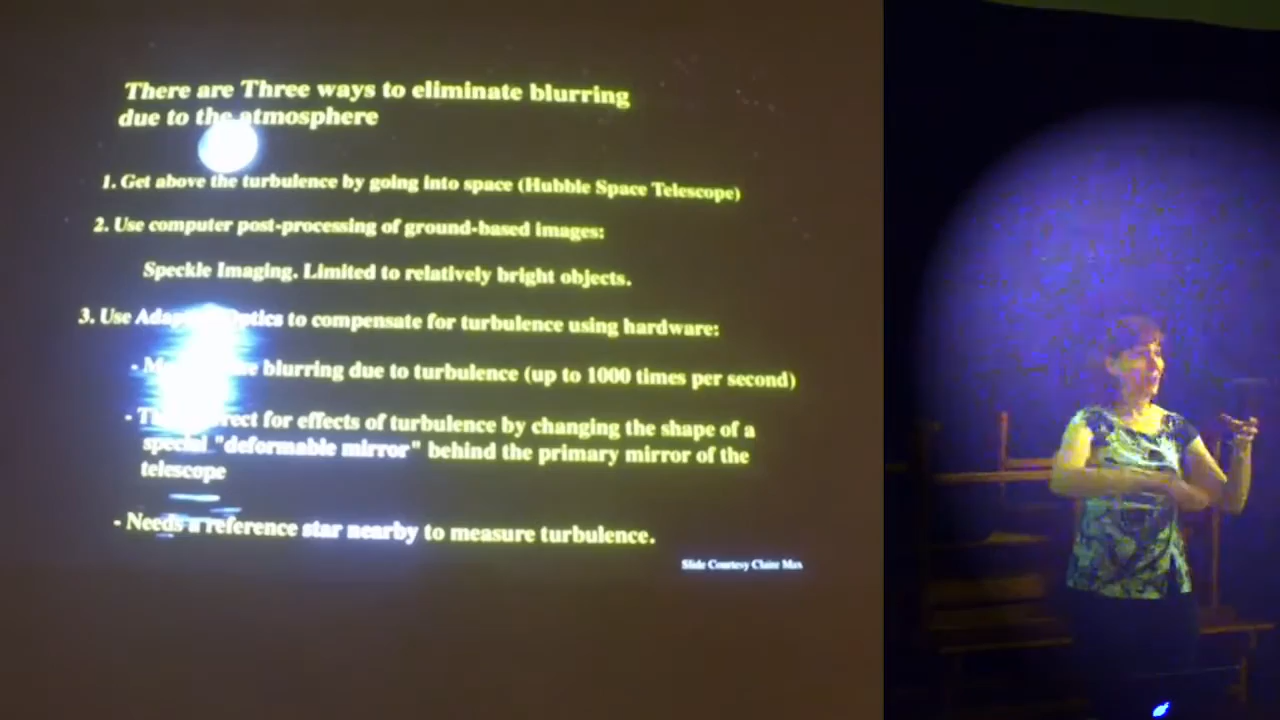 There are Three ways to eliminate blurring
due to the atmosphere
1. Get above the turbulence by going into space (Hubble Space Telescope)
2. Use computer post-processing of ground-based images:
Speckle Imaging. Limited to relatively bright objects.
3. Use Adaptive Optics to compensate for turbulence using hardware:
- blurring due to turbulence (up to 1000 times per second)
- correct for effects of turbulence by changing the shape of a
special "deformable mirror" behind the primary mirror of the
telescope
- Needs a reference star nearby to measure turbulence.
Slide Courtesy Claire Max